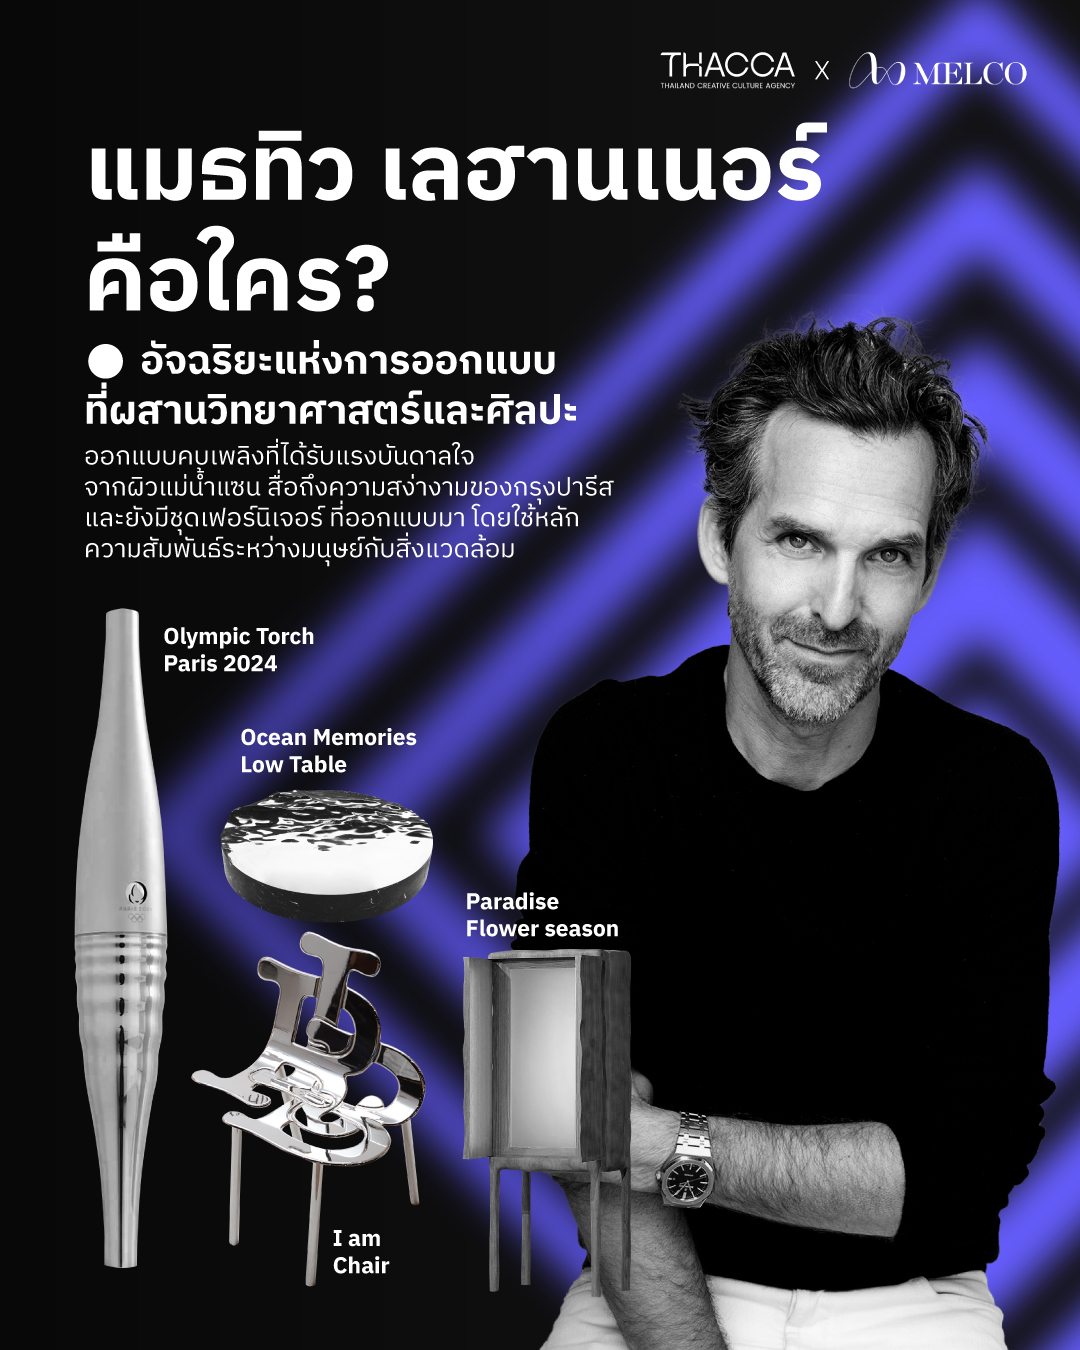 THACCA
THAILAND CREATIVE CULTURE AGENCY
X
MELCO
แมธทิว เลฮานเนอร์
คือใคร?
อัจฉริยะแห่งการออกแบบ
ที่ผสานวิทยาศาสตร์และศิลปะ
ออกแบบคบเพลิงที่ได้รับแรงบันดาลใจ
จากผิวแม่น้ำแซน สื่อถึงความสง่างามของกรุงปารีส
และยังมีชุดเฟอร์นิเจอร์ ที่ออกแบบมา โดยใช้หลัก
ความสัมพันธ์ระหว่างมนุษย์กับสิ่งแวดล้อม
Olympic Torch
Paris 2024
Ocean Memories
Low Table
PARIS 2024
Paradise
Flower season
I am
Chair